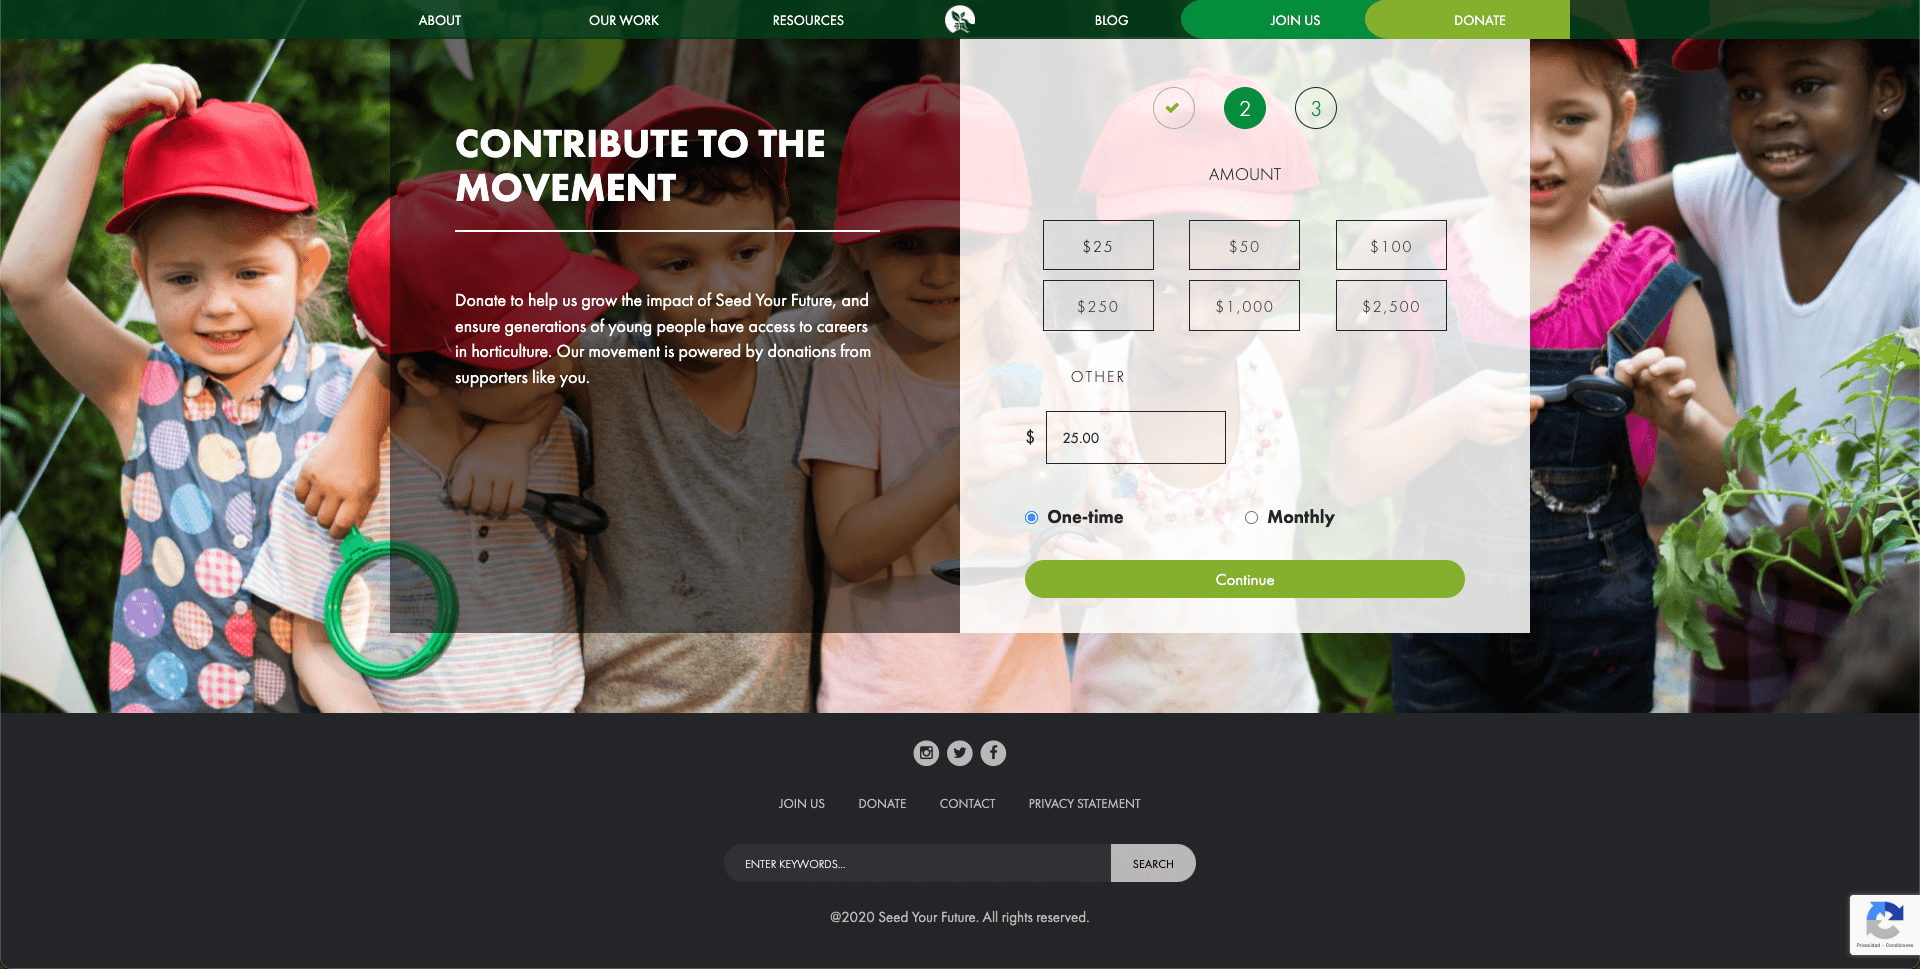 ABOUT OUR WORK RESOURCES BLOG JOIN US DONATE
CONTRIBUTE TO THE
MOVEMENT
Donate to help us grow the impact of Seed Your Future, and
ensure generations of young people have access to careers
in horticulture. Our movement is powered by donations from
supporters like you.
2 3
AMOUNT
$25 $50 $100
$250 $1,000 $2,500
OTHER
$ 25.00
One-time Monthly
Continue
JOIN US DONATE CONTACT PRIVACY STATEMENT
ENTER KEYWORDS... SEARCH
@2020 Seed Your Future. All rights reserved.
Privacidad - Condiciones